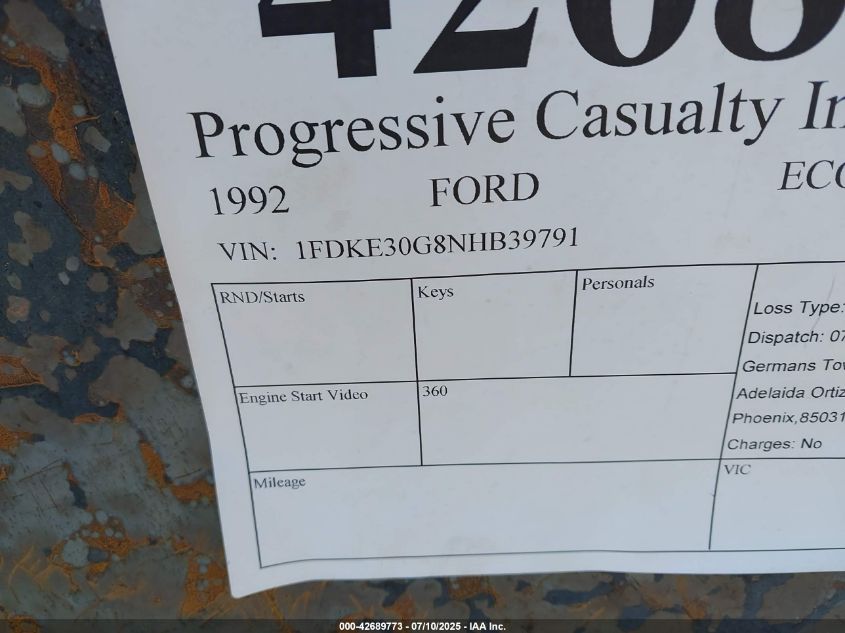 4268
Progressive Casualty In
1992 FORD ECO
VIN: 1FDKE30G8NHB39791
RND/Starts Keys Personals
Loss Type:
Dispatch: 07
Germans Tow
Adelaida Ortiz
Phoenix,85031
Charges: No
Engine Start Video 360
Mileage VIC
000-42689773 - 07/10/2025 - IAA Inc.